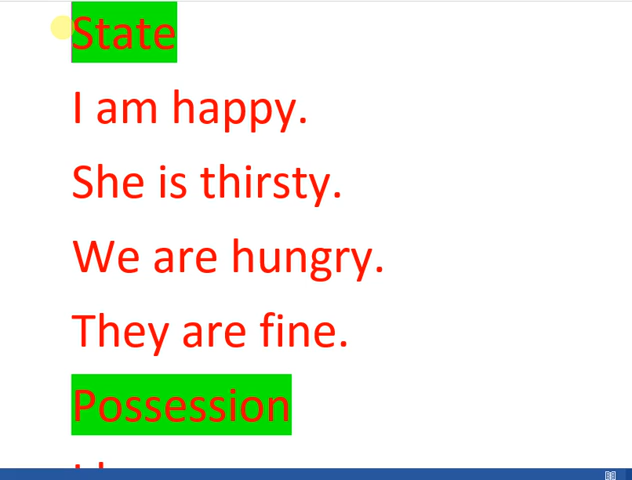 State
I am happy.
She is thirsty.
We are hungry.
They are fine.
Possession